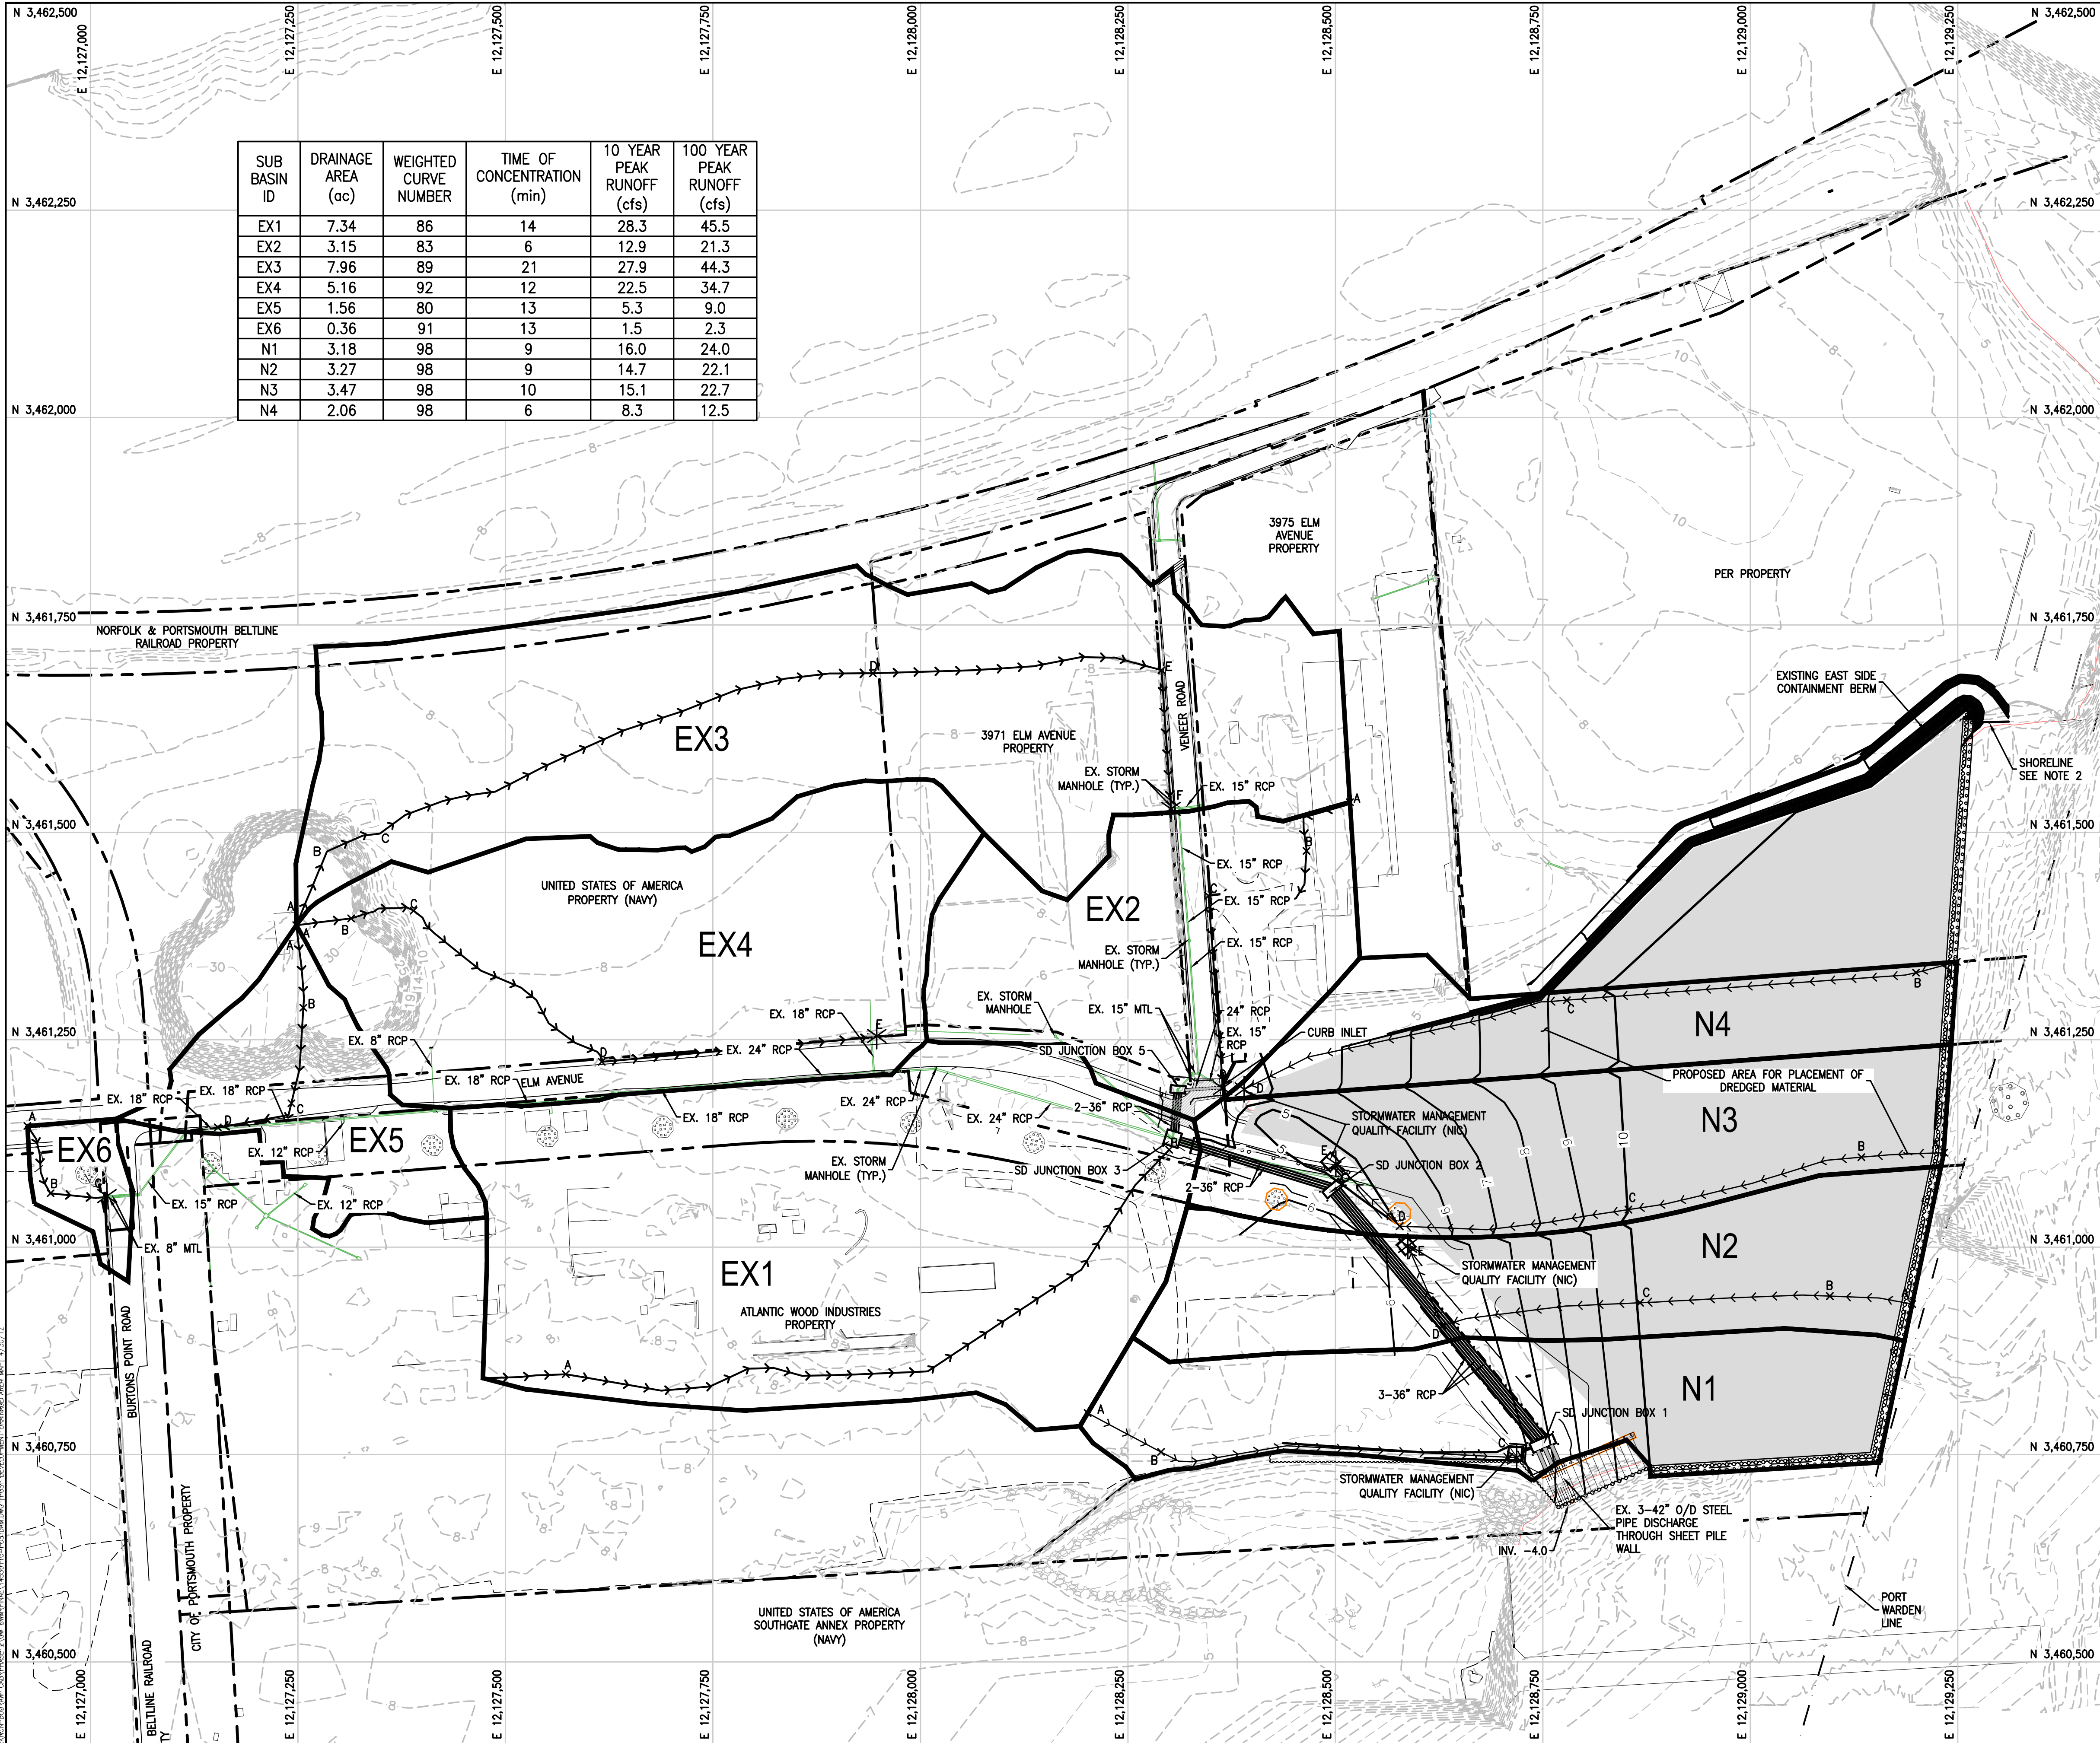 N 3,462,500
E 12,127,000
E 12,127,250
E 12,127,500
E 12,127,750
E 12,128,000
E 12,128,250
E 12,128,500
E 12,128,750
E 12,129,000
E 12,129,250
N 3,462,500
SUB BASIN ID | DRAINAGE AREA (ac) | WEIGHTED CURVE NUMBER | TIME OF CONCENTRATION (min) | 10 YEAR PEAK RUNOFF (cfs) | 100 YEAR PEAK RUNOFF (cfs)
EX1 7.34 86 14 28.3 45.5
EX2 3.15 83 6 12.9 21.3
EX3 7.96 89 21 27.9 44.3
EX4 5.16 92 12 22.5 34.7
EX5 1.56 80 13 5.3 9.0
EX6 0.36 91 13 1.5 2.3
N1 3.18 98 9 16.0 24.0
N2 3.27 98 9 14.7 22.1
N3 3.47 98 10 15.1 22.7
N4 2.06 98 6 8.3 12.5
N 3,462,250
N 3,462,250
N 3,462,000
N 3,462,000
3975 ELM
AVENUE
PROPERTY
PER PROPERTY
N 3,461,750
N 3,461,750
NORFOLK & PORTSMOUTH BELTLINE
RAILROAD PROPERTY
EXISTING EAST SIDE
CONTAINMENT BERM
SHORELINE
SEE NOTE 2
EX3
3971 ELM AVENUE
PROPERTY
VENEER ROAD
EX. STORM
MANHOLE (TYP.)
EX. 15" RCP
N 3,461,500
N 3,461,500
UNITED STATES OF AMERICA
PROPERTY (NAVY)
EX. 15" RCP
EX. 15" RCP
EX2
EX4
EX. 15" RCP
EX. STORM
MANHOLE (TYP.)
EX. STORM
MANHOLE
EX. 15" MTL
24" RCP
EX. 15"
RCP
CURB INLET
N4
N 3,461,250
N 3,461,250
EX. 18" RCP
EX. 8" RCP
EX. 24" RCP
SD JUNCTION BOX 5
EX. 18" RCP
ELM AVENUE
EX. 18" RCP
EX. 18" RCP
EX. 18" RCP
EX. 24" RCP
EX. 24" RCP
2-36" RCP
PROPOSED AREA FOR PLACEMENT OF
DREDGED MATERIAL
STORMWATER MANAGEMENT
QUALITY FACILITY (NIC)
N3
EX6
EX5
EX. 12" RCP
EX. STORM
MANHOLE (TYP.)
SD JUNCTION BOX 3
SD JUNCTION BOX 2
2-36" RCP
EX. 15" RCP
EX. 12" RCP
EX. 8" MTL
N 3,461,000
N 3,461,000
N2
STORMWATER MANAGEMENT
QUALITY FACILITY (NIC)
EX1
ATLANTIC WOOD INDUSTRIES
PROPERTY
BURTONS POINT ROAD
N1
3-36" RCP
SD JUNCTION BOX 1
N 3,460,750
N 3,460,750
STORMWATER MANAGEMENT
QUALITY FACILITY (NIC)
CITY OF PORTSMOUTH PROPERTY
EX. 3-42" O/D STEEL
PIPE DISCHARGE
THROUGH SHEET PILE
WALL
INV. -4.0
PORT
WARDEN
LINE
UNITED STATES OF AMERICA
SOUTHGATE ANNEX PROPERTY
(NAVY)
BELTLINE RAILROAD
N 3,460,500
N 3,460,500
E 12,127,000
E 12,127,250
E 12,127,500
E 12,127,750
E 12,128,000
E 12,128,250
E 12,128,500
E 12,128,750
E 12,129,000
E 12,129,250